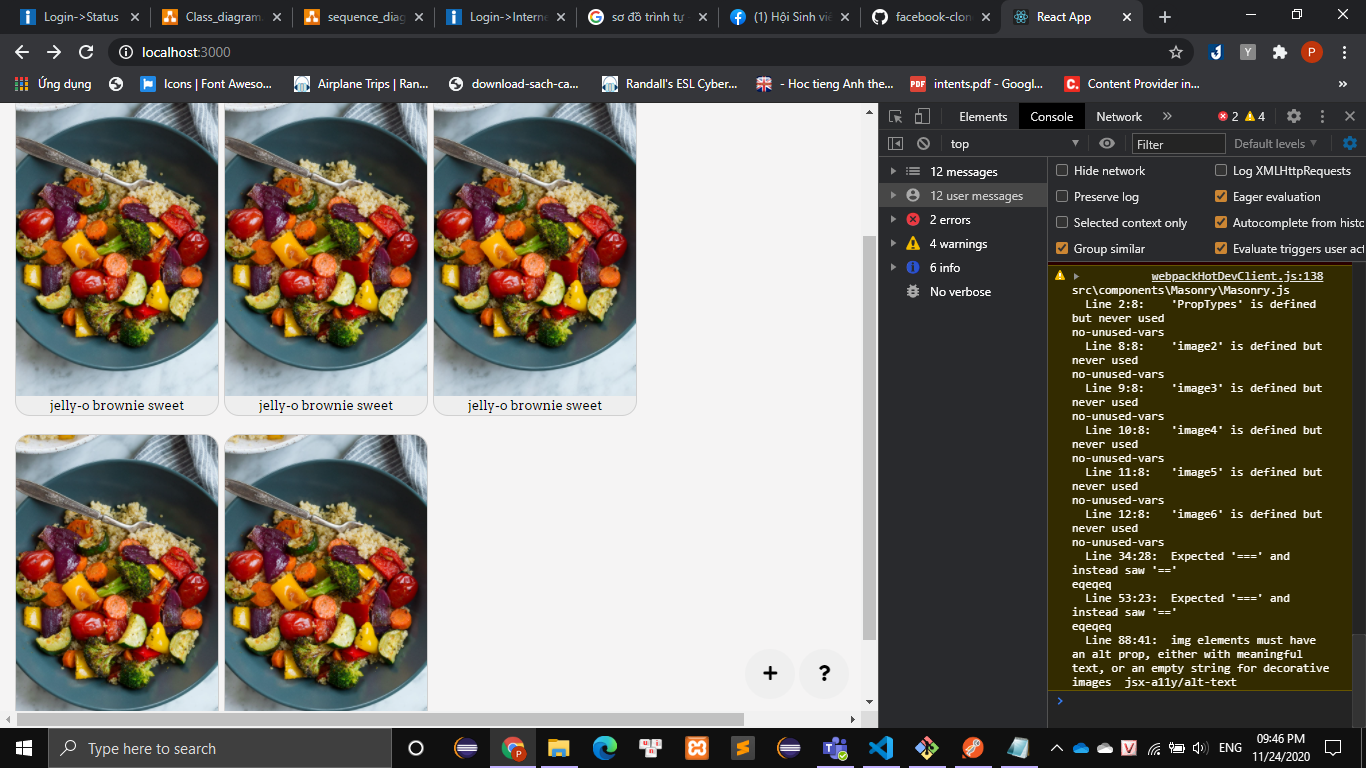 Login->Status
Class_diagram.
sequence_diag
Login->Interne
sơ đồ trình tự -
(1) Hội Sinh viê
facebook-clon
React App
localhost:3000
P
Ứng dụng
Icons | Font Aweso...
Airplane Trips | Ran...
download-sach-ca...
Randall's ESL Cyber...
- Hoc tieng Anh the...
intents.pdf - Googl...
Content Provider in...
»
Elements
Console
Network
»
2
4
top
Filter
Default levels
12 messages
12 user messages
2 errors
4 warnings
6 info
No verbose
Hide network
Log XMLHttpRequests
Preserve log
Eager evaluation
Selected context only
Autocomplete from histo
Group similar
Evaluate triggers user act
webpackHotDevClient.js:138
src\components\Masonry\Masonry.js
Line 2:8: 'PropTypes' is defined
but never used
no-unused-vars
Line 8:8: 'image2' is defined but
never used
no-unused-vars
Line 9:8: 'image3' is defined but
never used
no-unused-vars
Line 10:8: 'image4' is defined but
never used
no-unused-vars
Line 11:8: 'image5' is defined but
never used
no-unused-vars
Line 12:8: 'image6' is defined but
never used
no-unused-vars
Line 34:28: Expected '===' and
instead saw '=='
eqeqeq
Line 53:23: Expected '===' and
instead saw '=='
eqeqeq
Line 88:41: img elements must have
an alt prop, either with meaningful
text, or an empty string for decorative
images jsx-a11y/alt-text
jelly-o brownie sweet
jelly-o brownie sweet
jelly-o brownie sweet
+
?
Type here to search
ENG
09:46 PM
11/24/2020